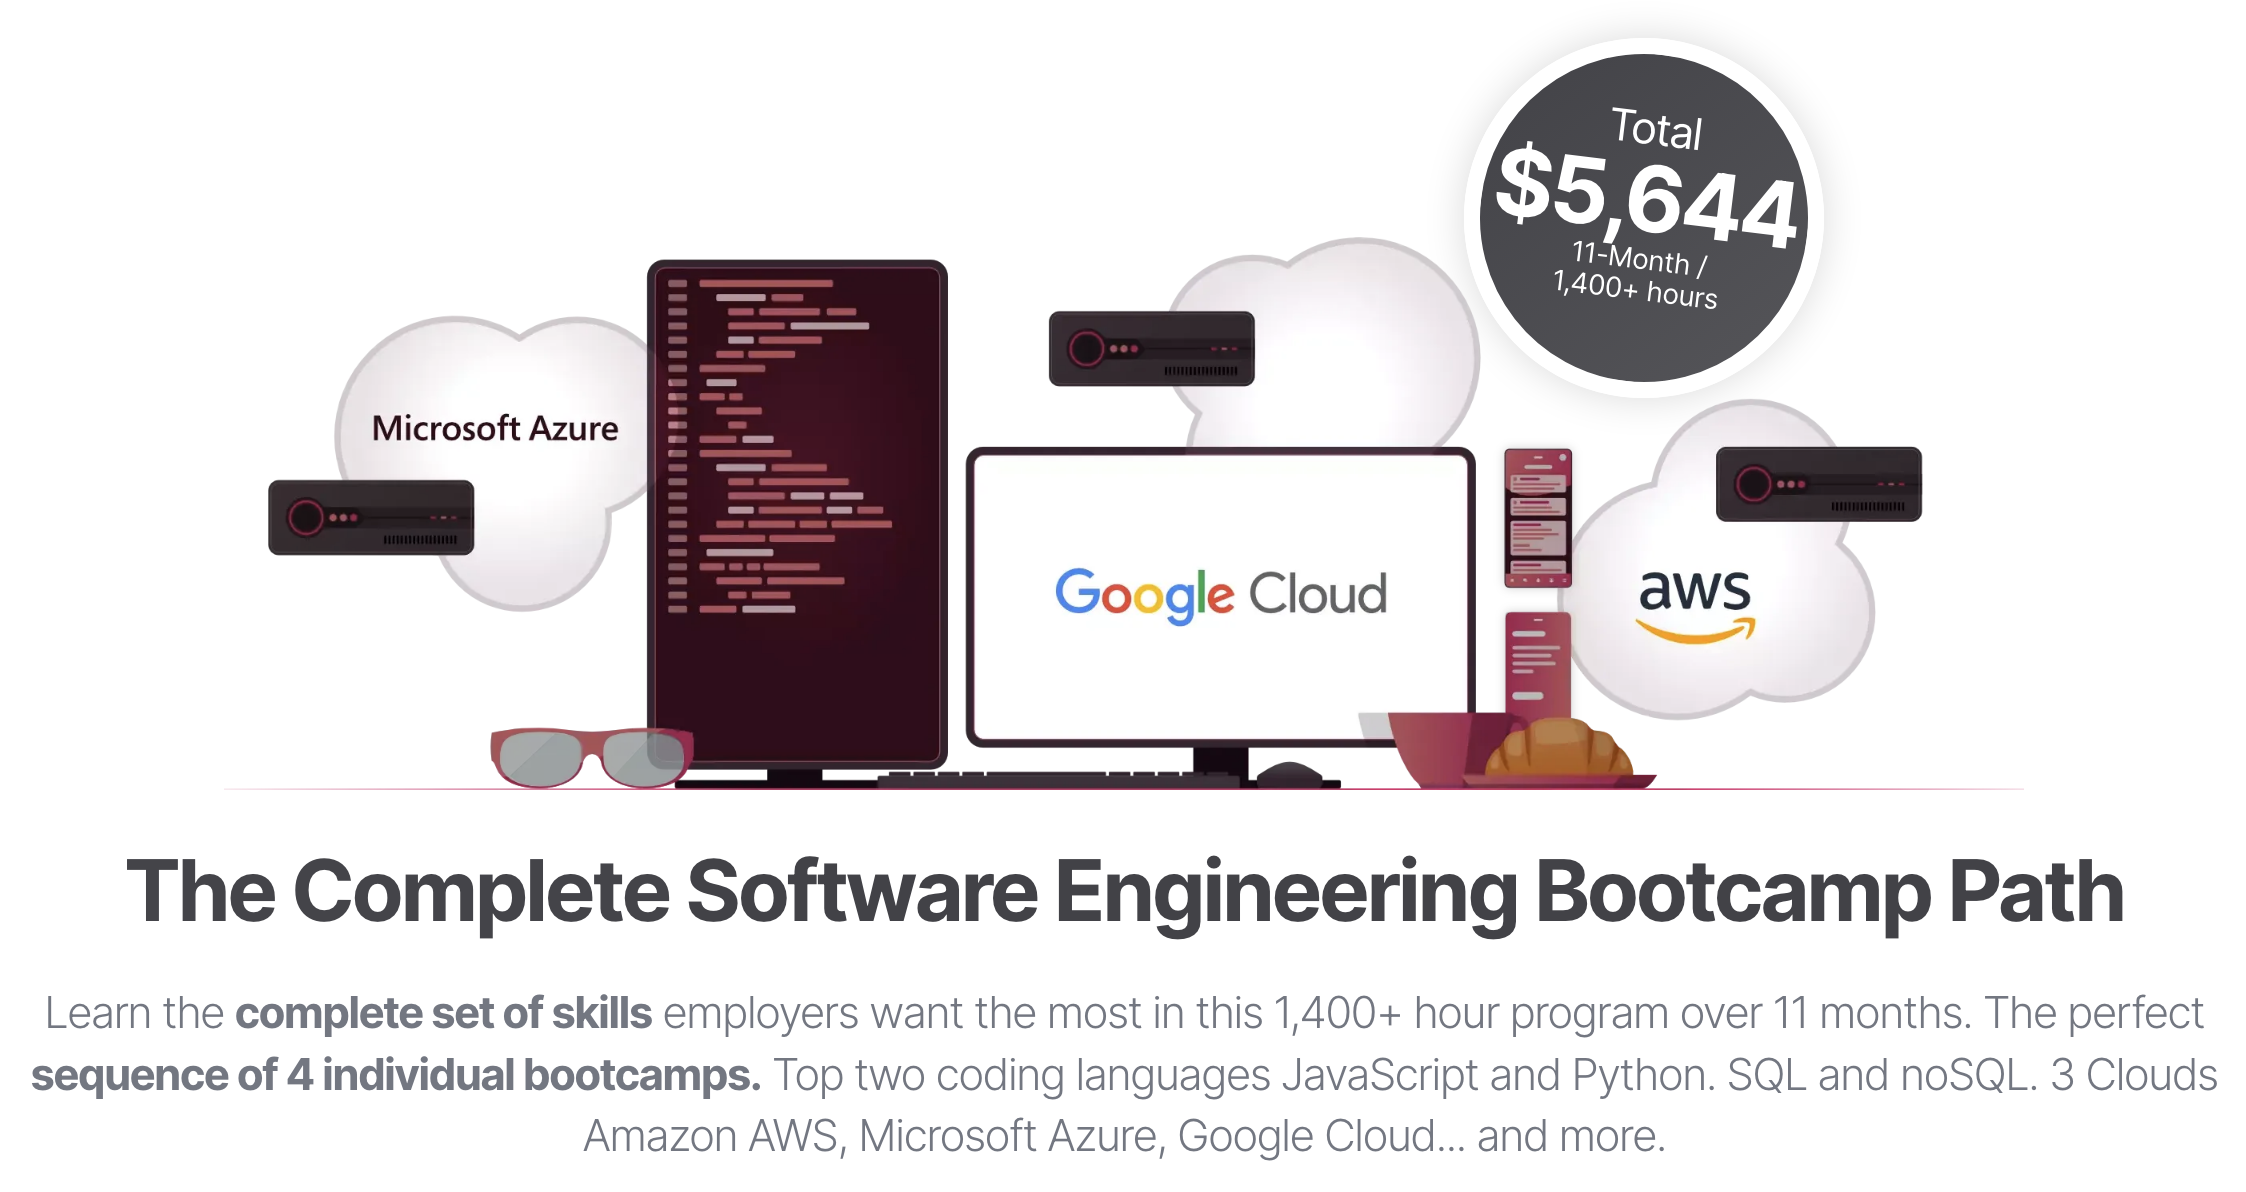 Total
$5,644
11-Month /
1,400+ hours
Microsoft Azure
Google Cloud
aws
The Complete Software Engineering Bootcamp Path
Learn the complete set of skills employers want the most in this 1,400+ hour program over 11 months. The perfect
sequence of 4 individual bootcamps. Top two coding languages JavaScript and Python. SQL and noSQL. 3 Clouds
Amazon AWS, Microsoft Azure, Google Cloud... and more.